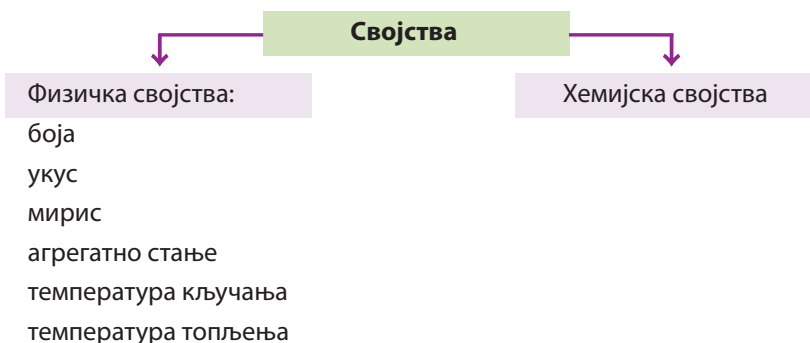 Својства
Физичка својства:
Хемијска својства
боја
укус
мирис
агрегатно стање
температура кључања
температура топљења